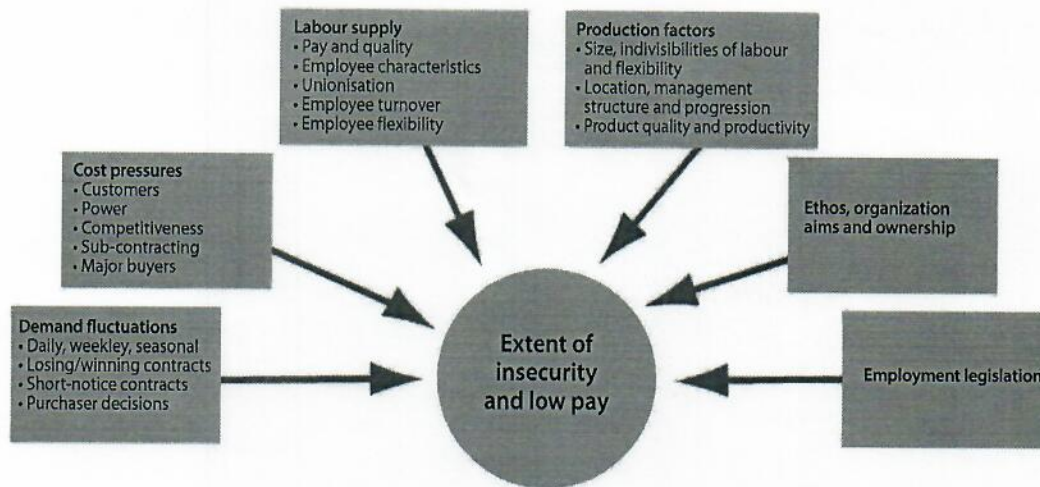 Labour supply
• Pay and quality
• Employee characteristics
• Unionisation
• Employee turnover
• Employee flexibility
Production factors
• Size, indivisibilities of labour
and flexibility
• Location, management
structure and progression
• Product quality and productivity
Cost pressures
• Customers
• Power
• Competitiveness
• Sub-contracting
• Major buyers
Ethos, organization
aims and ownership
Demand fluctuations
• Daily, weekley, seasonal
• Losing/winning contracts
• Short-notice contracts
• Purchaser decisions
Extent of
insecurity
and low pay
Employment legislation